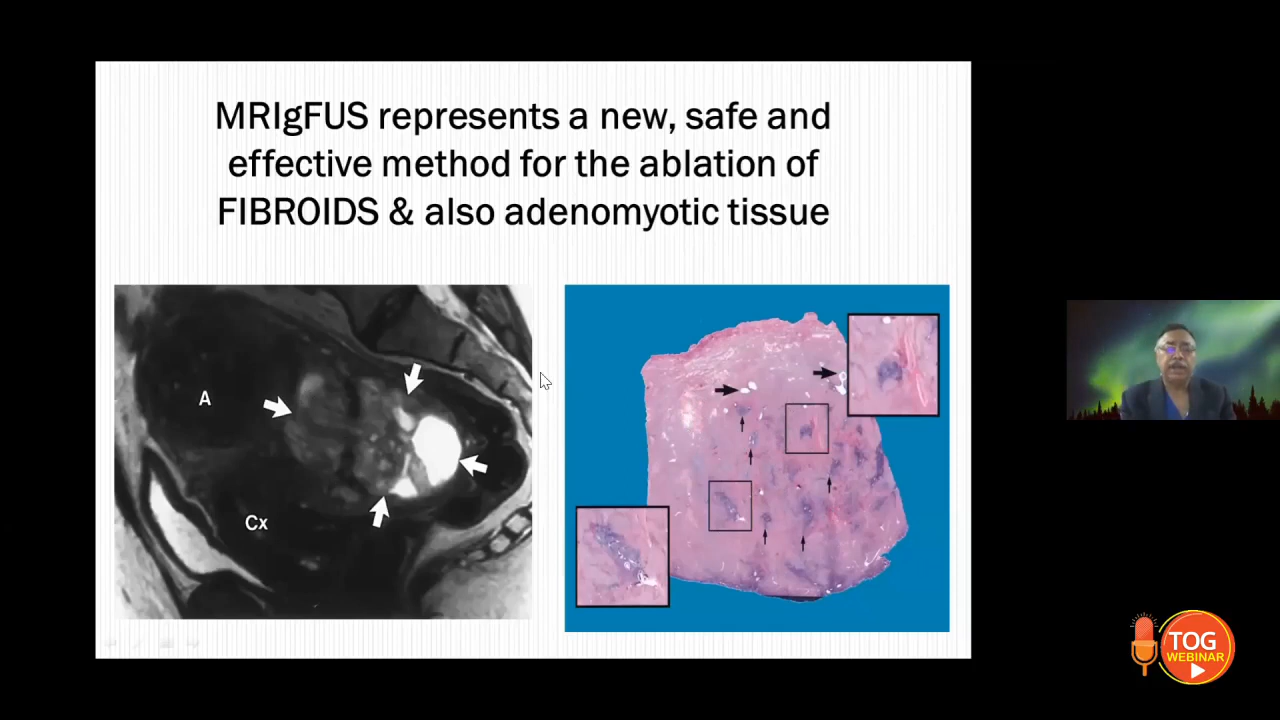 MRIgFUS represents a new, safe and
effective method for the ablation of
FIBROIDS & also adenomyotic tissue
A
Cx
TOG
WEBINAR